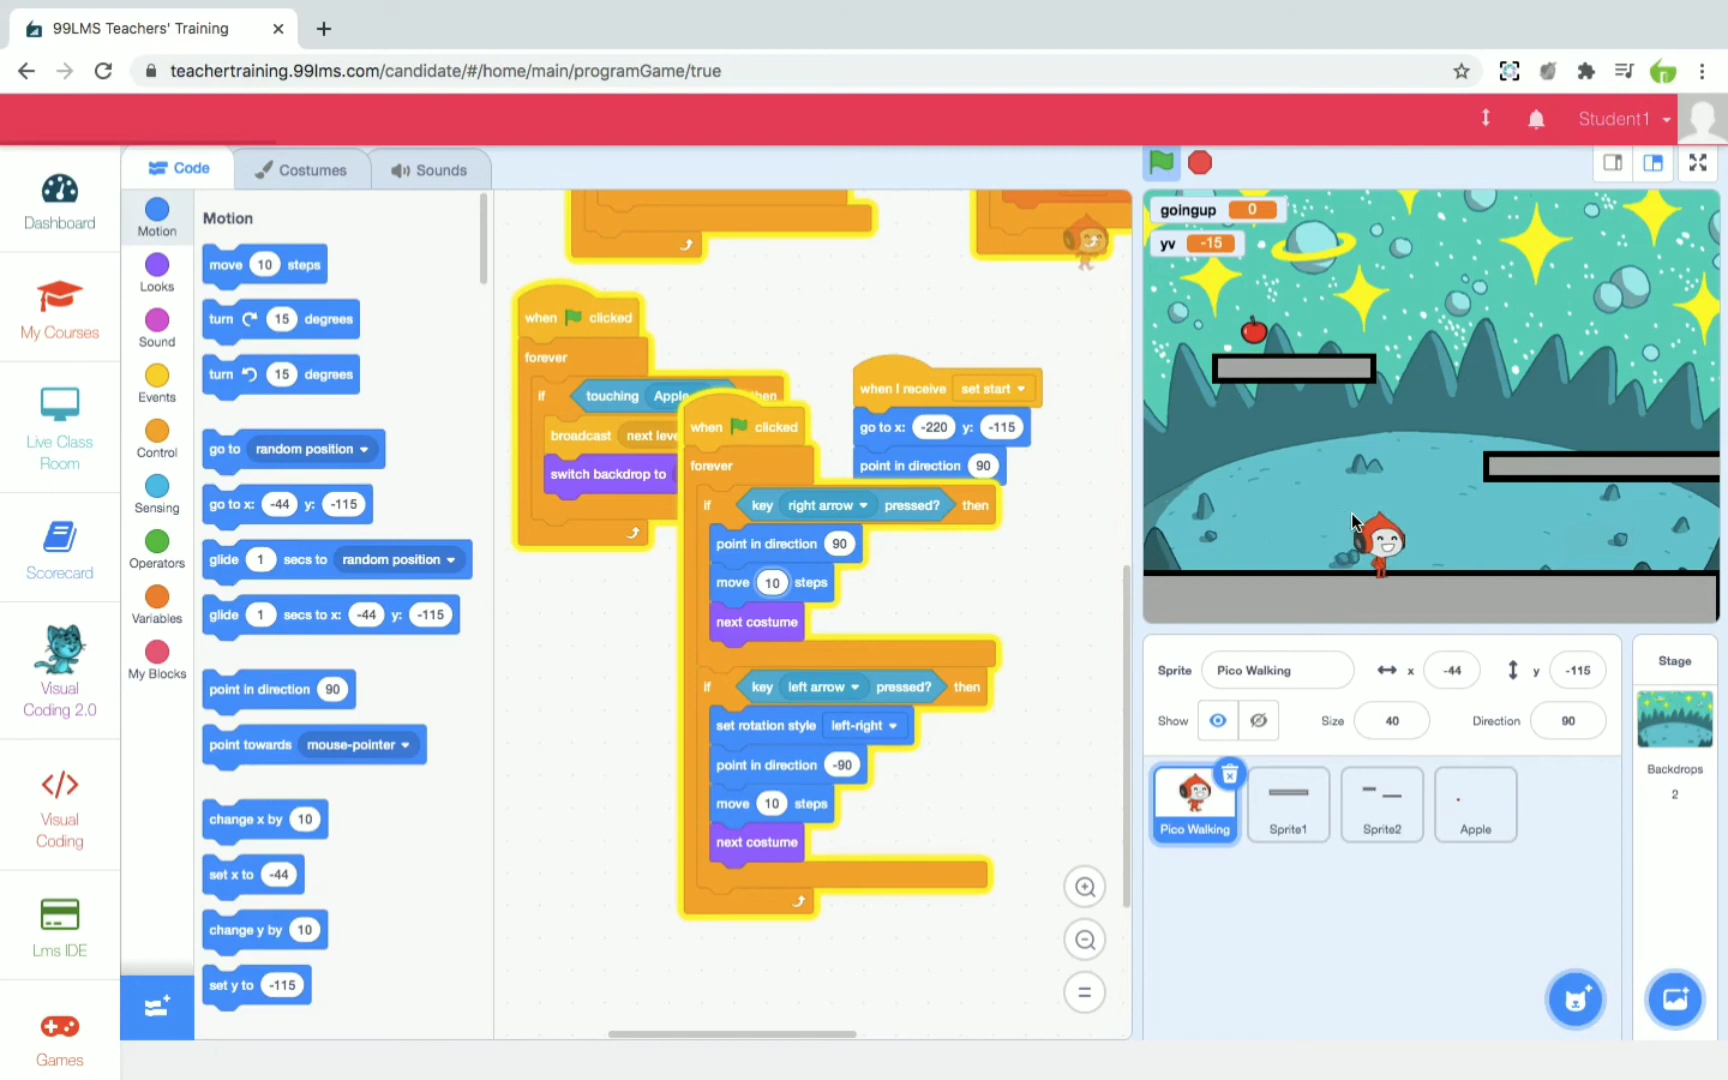 99LMS Teachers' Training
teachertraining.99lms.com/candidate/#/home/main/programGame/true
Student1
Dashboard
My Courses
Live Class
Room
Scorecard
Visual
Coding 2.0
Visual
Coding
Lms IDE
Games
Code
Costumes
Sounds
Motion
Looks
Sound
Events
Control
Sensing
Operators
Variables
My Blocks
Motion
move 10 steps
turn 15 degrees
turn 15 degrees
go to random position
go to x: -44 y: -115
glide 1 secs to random position
glide 1 secs to x: -44 y: -115
point in direction 90
point towards mouse-pointer
change x by 10
set x to -44
change y by 10
set y to -115
when clicked
forever
if touching Apple
broadcast next
switch backdrop to
when clicked
forever
if key right arrow pressed? then
point in direction 90
move 10 steps
next costume
if key left arrow pressed? then
set rotation style left-right
point in direction -90
move 10 steps
next costume
when I receive set start
go to x: -220 y: -115
point in direction 90
goingup 0
yv -15
Sprite Pico Walking x -44 y -115
Show Size 40 Direction 90
Pico Walking
Sprite1
Sprite2
Apple
Stage
Backdrops
2